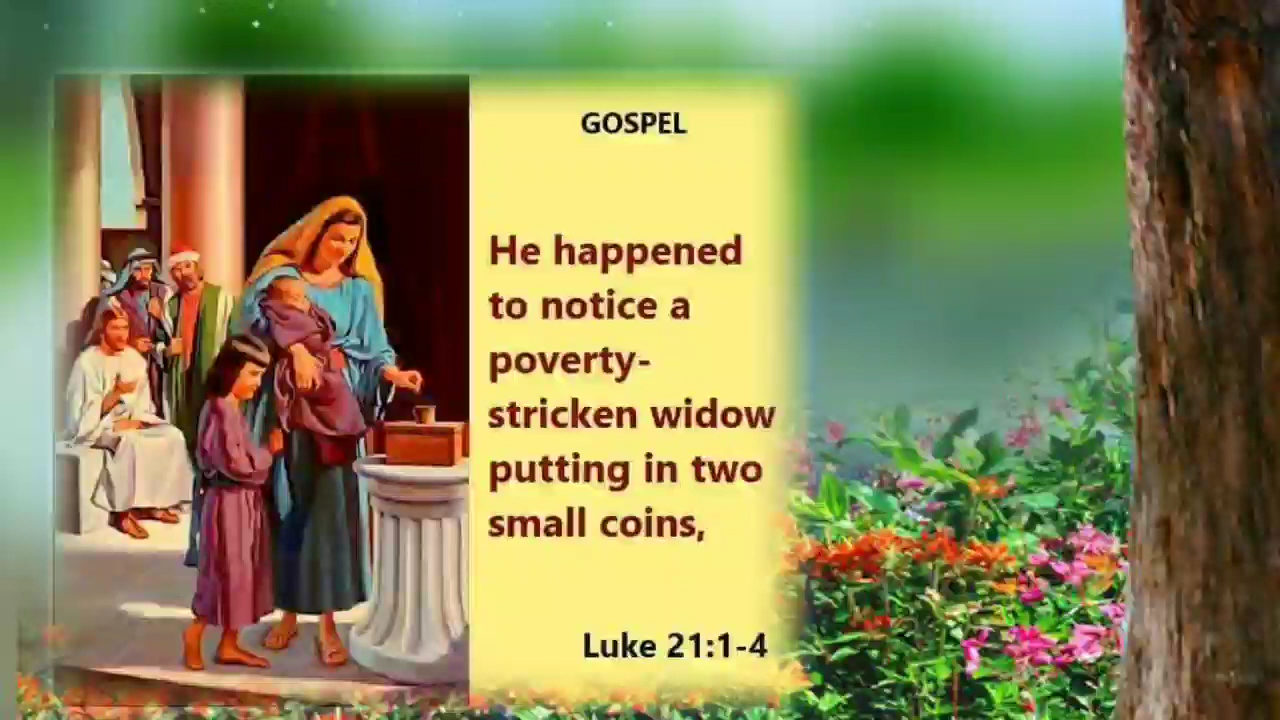 GOSPEL
He happened
to notice a
poverty-
stricken widow
putting in two
small coins,
Luke 21:1-4